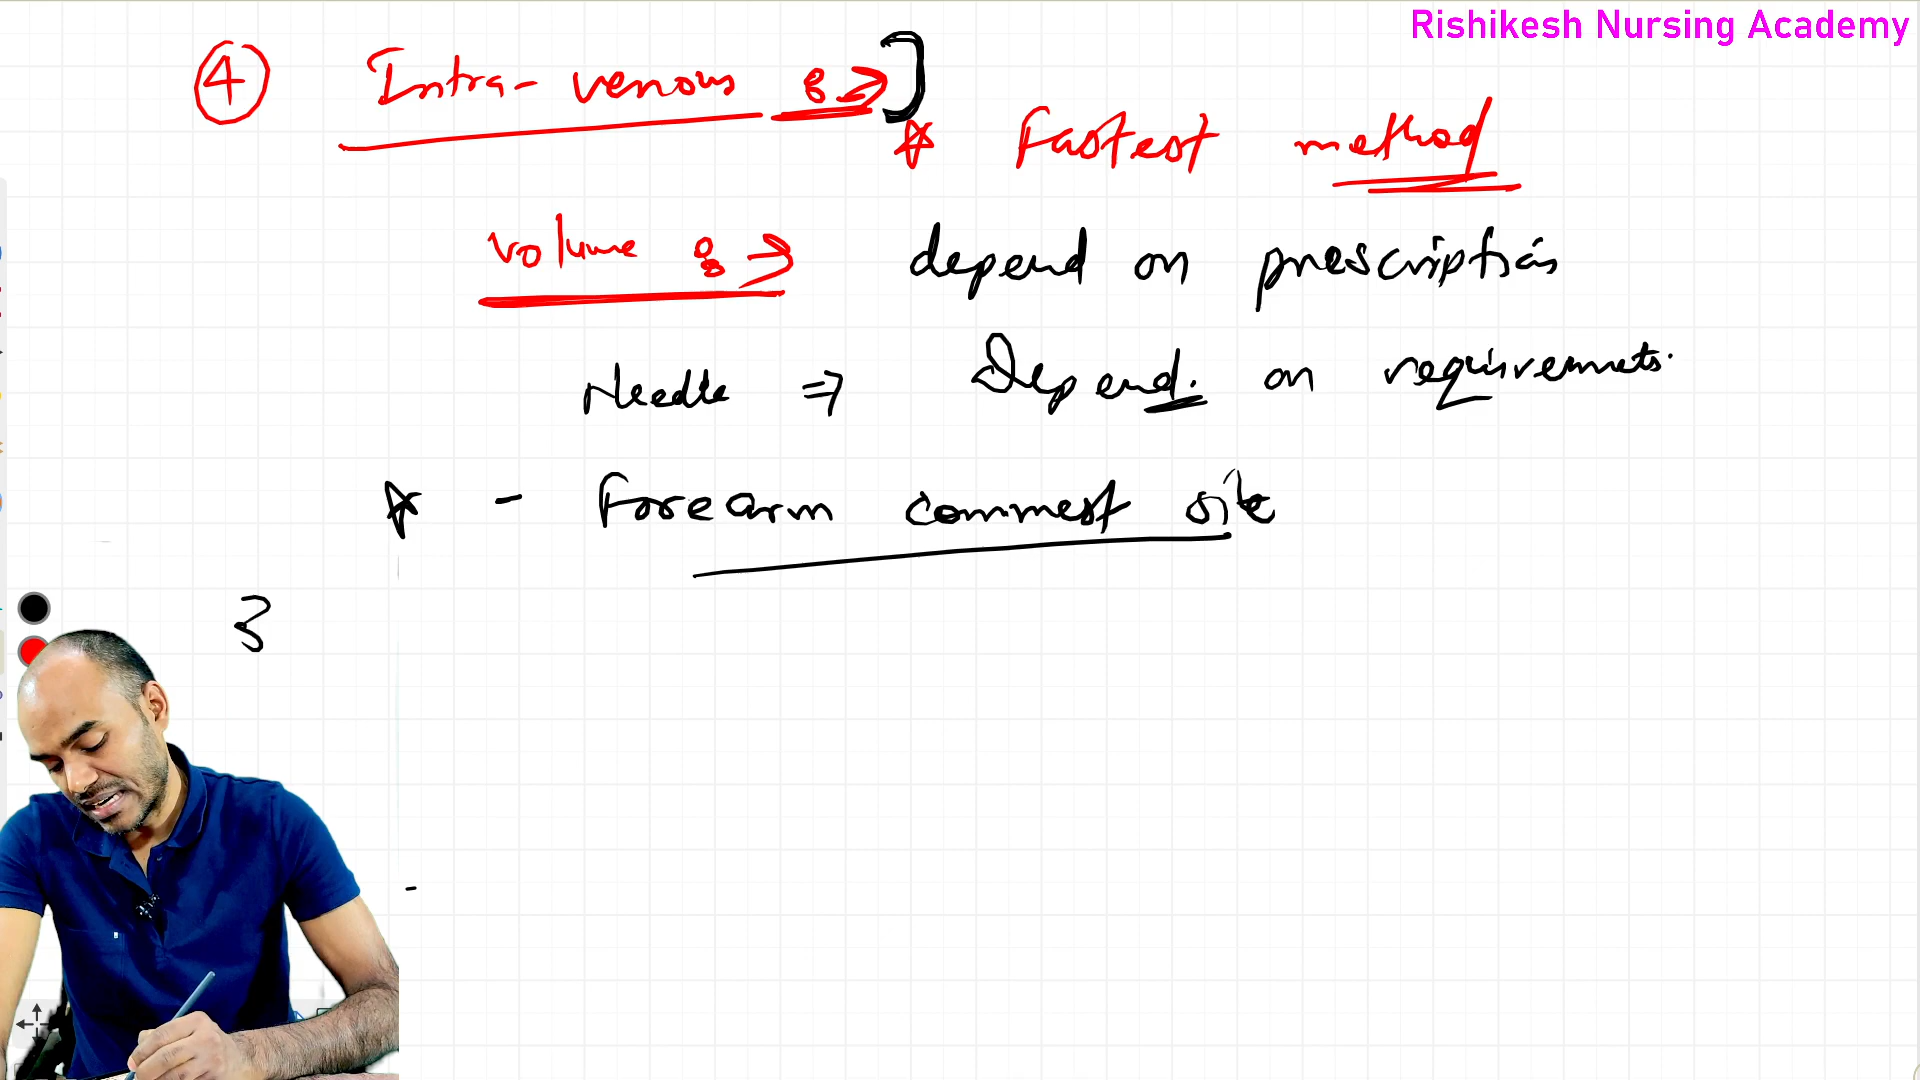 Rishikesh Nursing Academy
④ Intra-venous :→]
☆ Fastest method
volume :→ depend on prescription
Needle ⇒ Depend. on requiremets.
☆ - Forearm commest site
3
-